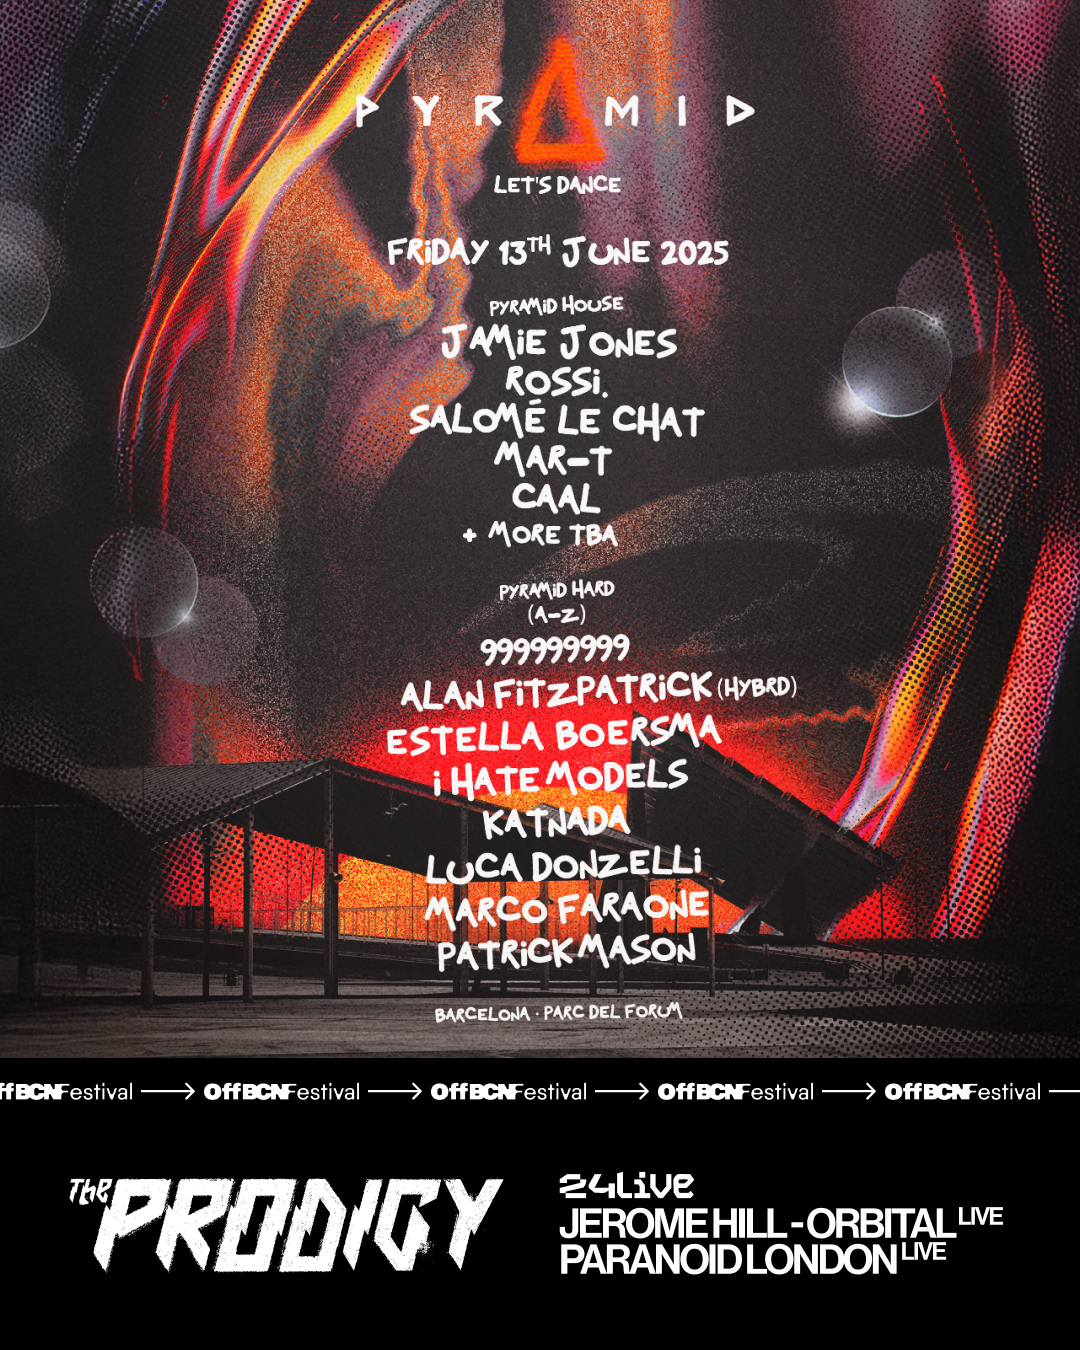 PYRAMID
LET'S DANCE
FRiDAY 13TH JUNE 2025
PYRAMiD HOUSE
JAMiE JONES
ROSSi.
SALOMÉ LE CHAT
MAR-T
CAAL
+ MORE TBA
PYRAMiD HARD
(A-Z)
999999999
ALAN FiTZPATRiCK (HYBRD)
ESTELLA BOERSMA
i HATE MODELS
KATNADA
LUCA DONZELLi
MARCO FARAONE
PATRiCK MASON
BARCELONA · PARC DEL FORUM
ffBCNFestival → OffBCNFestival → OffBCNFestival → OffBCNFestival → OffBCNFestival
The PRODIGY
24live
JEROME HILL - ORBITAL LIVE
PARANOID LONDON LIVE